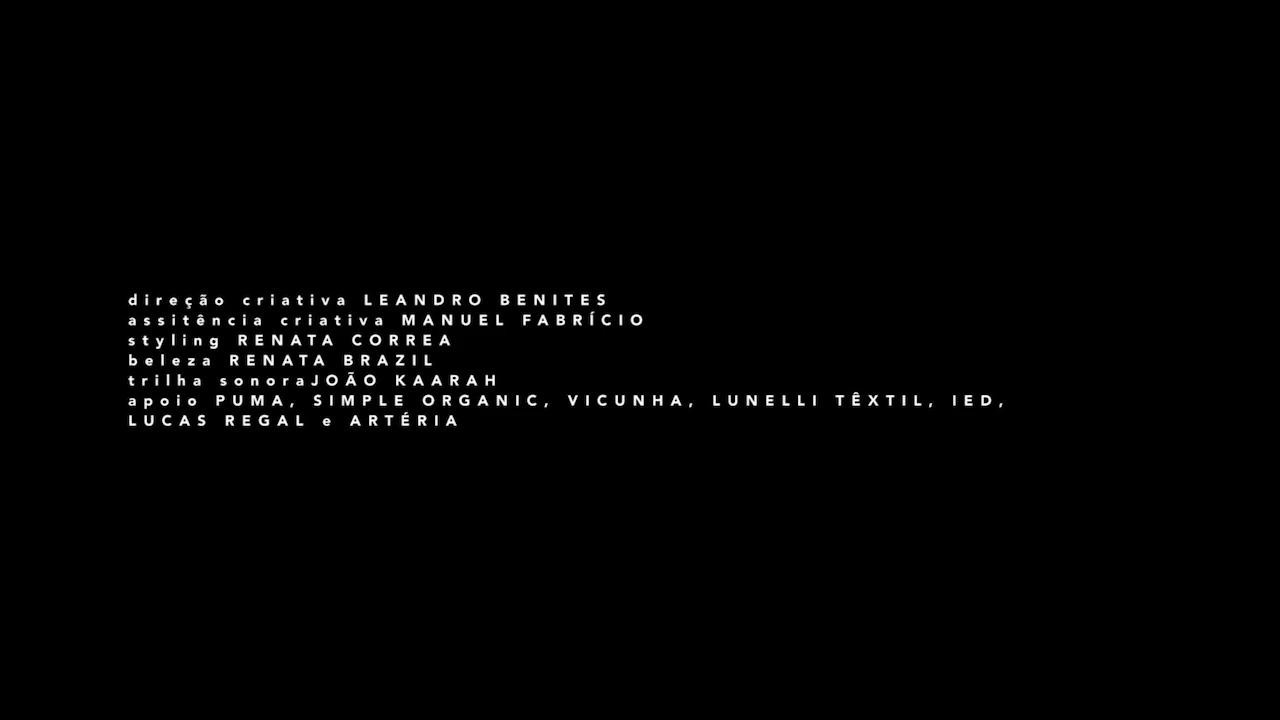 direção criativa LEANDRO BENITES
assitência criativa MANUEL FABRÍCIO
styling RENATA CORREA
beleza RENATA BRAZIL
trilha sonoraJOÃO KAARAH
apoio PUMA, SIMPLE ORGANIC, VICUNHA, LUNELLI TÊXTIL, IED,
LUCAS REGAL e ARTÉRIA